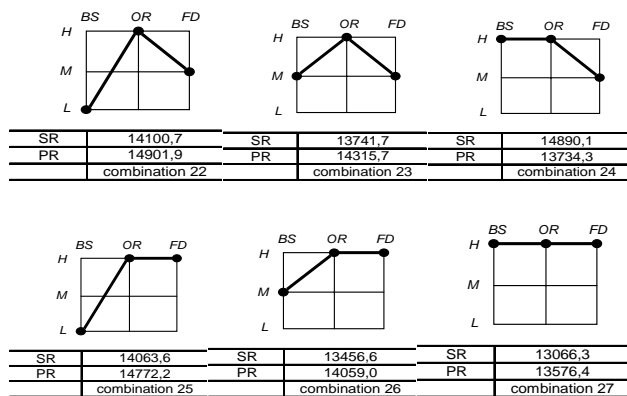 BS OR FD
H
M
L
SR 14100,7
PR 14901,9
combination 22
BS OR FD
H
M
L
SR 13741,7
PR 14315,7
combination 23
BS OR FD
H
M
L
SR 14890,1
PR 13734,3
combination 24
BS OR FD
H
M
L
SR 14063,6
PR 14772,2
combination 25
BS OR FD
H
M
L
SR 13456,6
PR 14059,0
combination 26
BS OR FD
H
M
L
SR 13066,3
PR 13576,4
combination 27